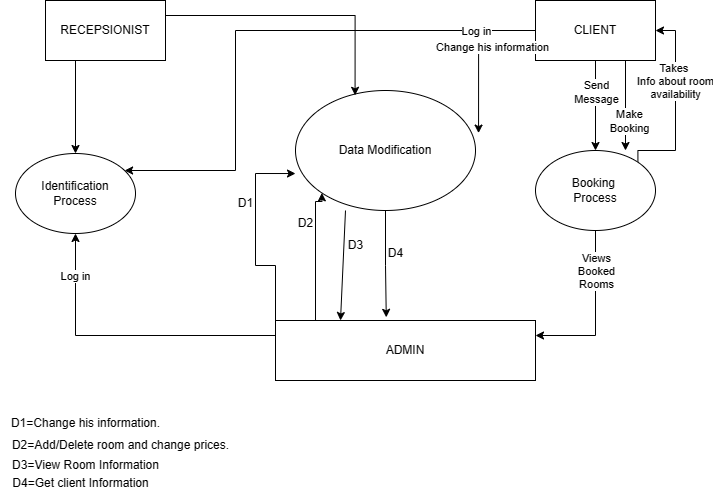 RECEPSIONIST
Log in
CLIENT
Change his information
Takes
Info about room
availability
Send
Message
Make
Booking
Data Modification
Identification
Process
Booking
Process
D1
D2
D3
D4
Log in
Views
Booked
Rooms
ADMIN
D1=Change his information.
D2=Add/Delete room and change prices.
D3=View Room Information
D4=Get client Information